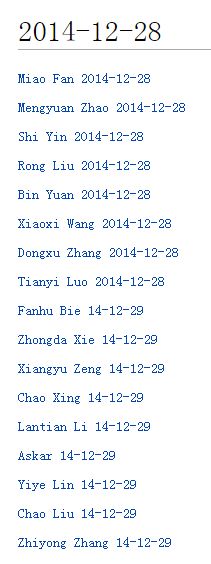 2014-12-28
Miao Fan 2014-12-28
Mengyuan Zhao 2014-12-28
Shi Yin 2014-12-28
Rong Liu 2014-12-28
Bin Yuan 2014-12-28
Xiaoxi Wang 2014-12-28
Dongxu Zhang 2014-12-28
Tianyi Luo 2014-12-28
Fanhu Bie 14-12-29
Zhongda Xie 14-12-29
Xiangyu Zeng 14-12-29
Chao Xing 14-12-29
Lantian Li 14-12-29
Askar 14-12-29
Yiye Lin 14-12-29
Chao Liu 14-12-29
Zhiyong Zhang 14-12-29